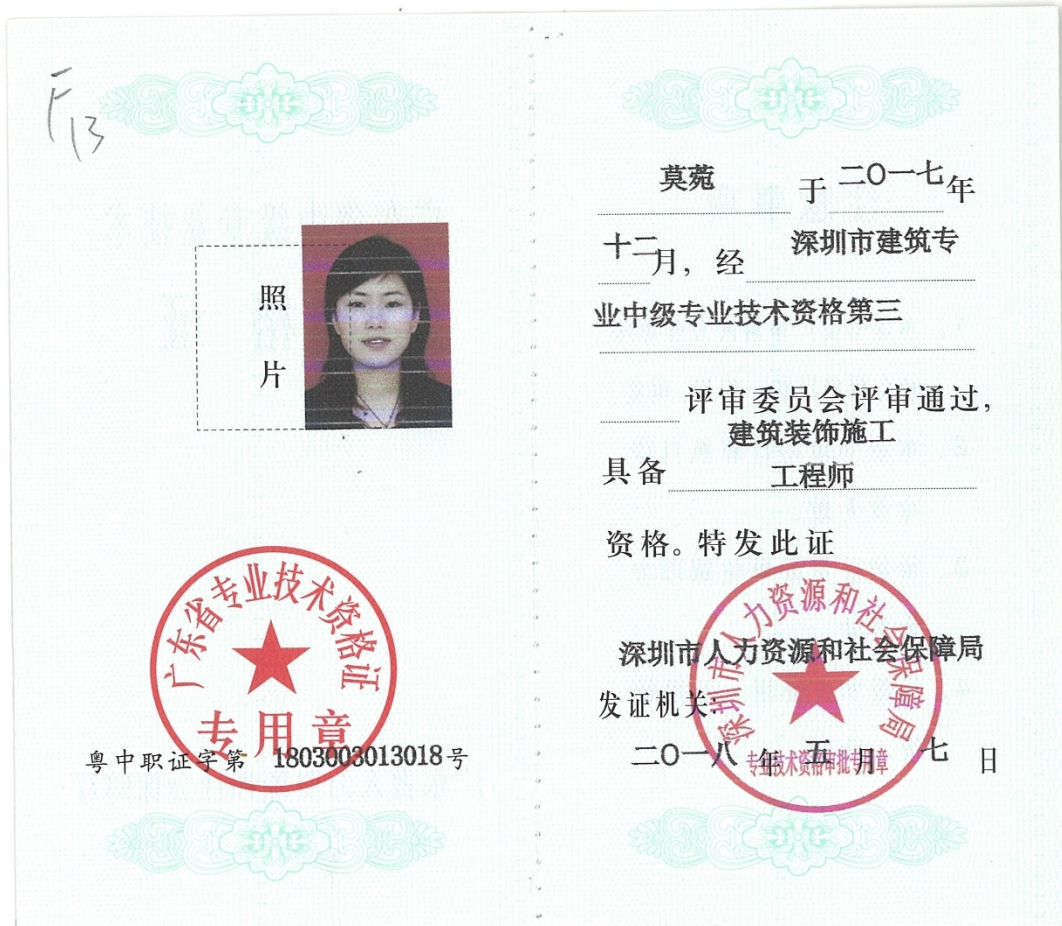 F13
照
片
广东省专业技术资格证
专用章
粤中职证字第 1803003013018号
莫菀 于 二〇一七年
十二月，经 深圳市建筑专
业中级专业技术资格第三
评审委员会评审通过，
建筑装饰施工
具备 工程师
资格。特发此证
深圳市人力资源和社会保障局
深圳市人力资源和社会保障局
发证机关：
二〇一八 年 五 月 七 日
专业技术资格审批专用章